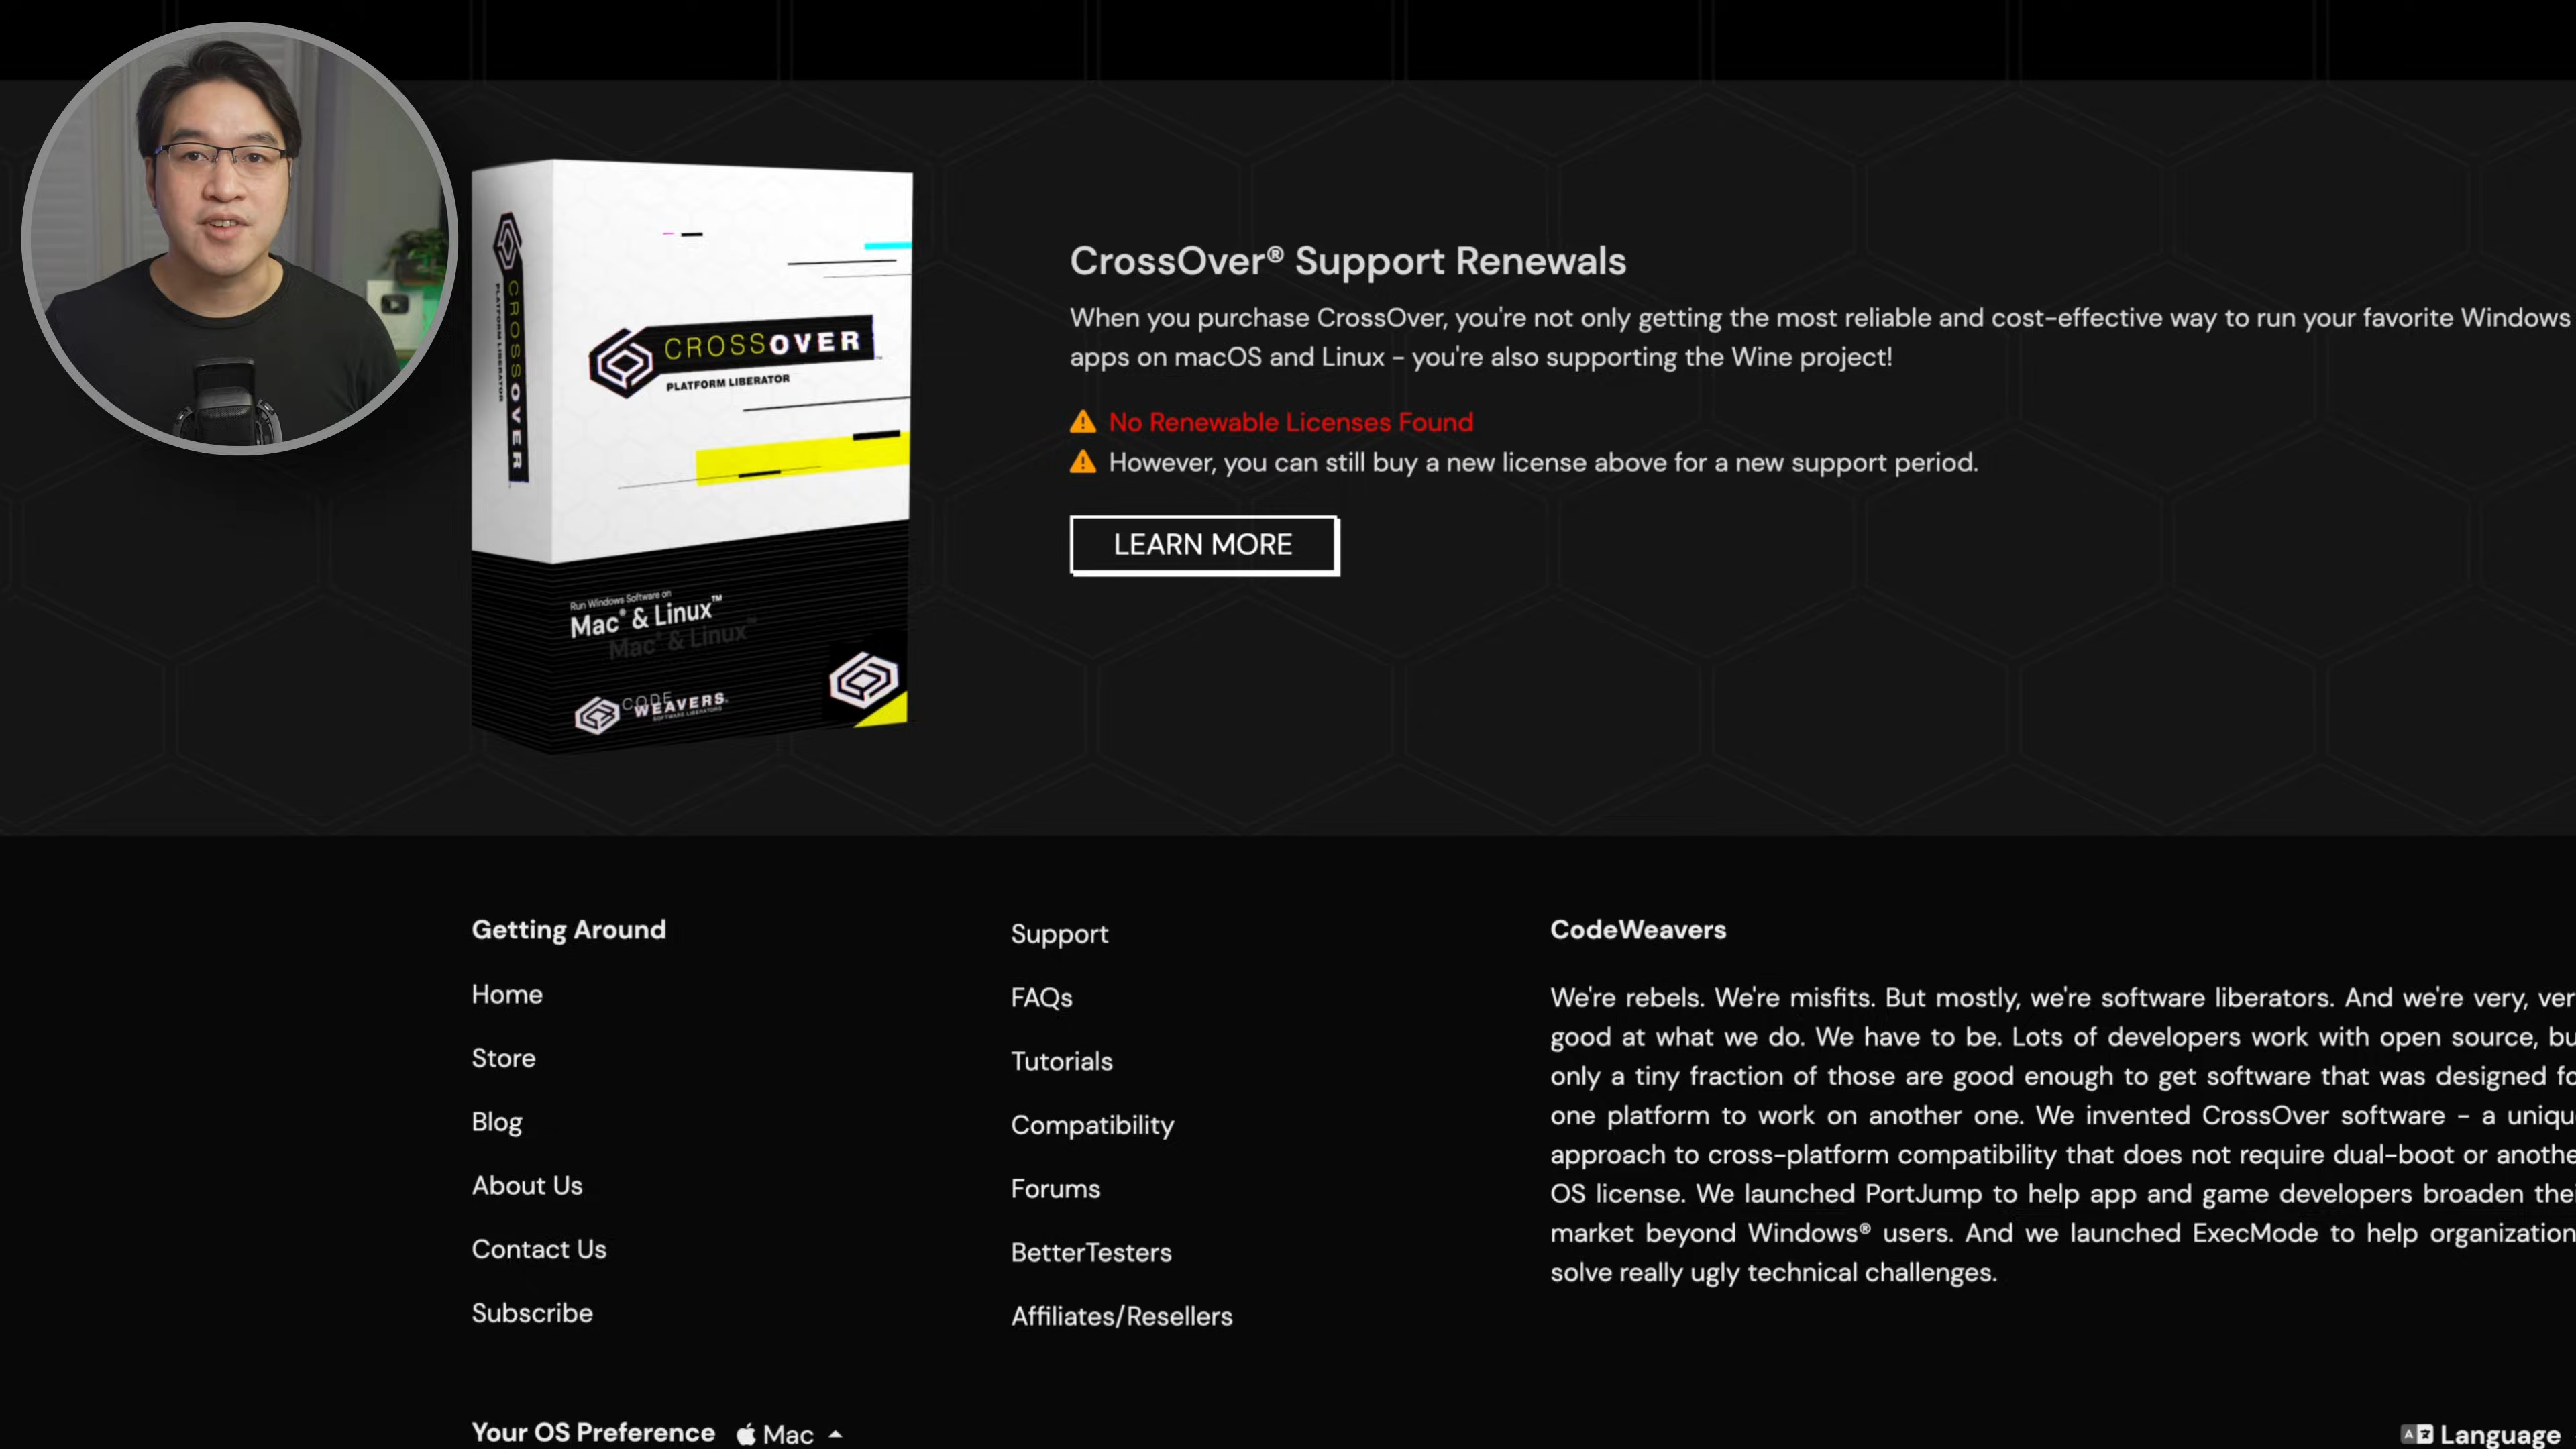 CROSSOVER
PLATFORM LIBERATOR
CROSSOVER
PLATFORM LIBERATOR
Run Windows Software on
Mac® & Linux™
Mac® & Linux™
CODE
WEAVERS
SOFTWARE LIBERATORS
CrossOver® Support Renewals
When you purchase CrossOver, you're not only getting the most reliable and cost-effective way to run your favorite Windows
apps on macOS and Linux - you're also supporting the Wine project!
No Renewable Licenses Found
However, you can still buy a new license above for a new support period.
LEARN MORE
Getting Around
Home
Store
Blog
About Us
Contact Us
Subscribe
Support
FAQs
Tutorials
Compatibility
Forums
BetterTesters
Affiliates/Resellers
CodeWeavers
We're rebels. We're misfits. But mostly, we're software liberators. And we're very, ver
good at what we do. We have to be. Lots of developers work with open source, bu
only a tiny fraction of those are good enough to get software that was designed fo
one platform to work on another one. We invented CrossOver software - a uniqu
approach to cross-platform compatibility that does not require dual-boot or anothe
OS license. We launched PortJump to help app and game developers broaden thei
market beyond Windows® users. And we launched ExecMode to help organization
solve really ugly technical challenges.
Your OS Preference Mac
Language